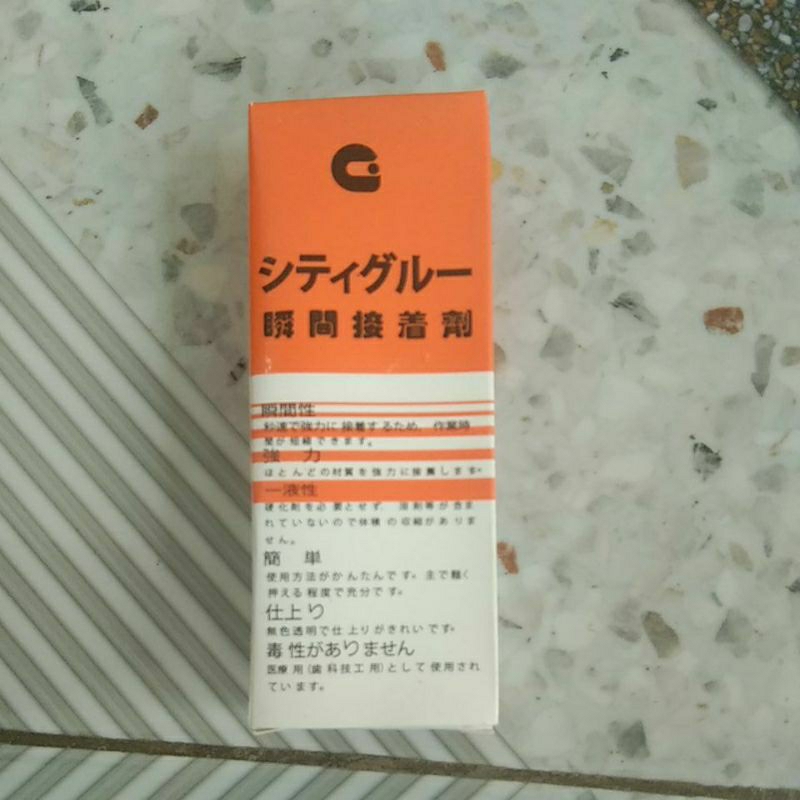 シティグルー
瞬間接着劑
瞬間性
秒速で強力に接着するため、作業時
間が短縮できます。
強力
ほとんどの材質を強力に接着します。
一液性
硬化剤を必要とせず、溶剤等が含ま
れていないので体積の収縮がありま
せん。
簡単
使用方法がかんたんです。主で軽く
押える程度で充分です。
仕上り
無色透明で仕上りがきれいです。
毒性がありません
医療用(歯科技工用)として使用され
ています。